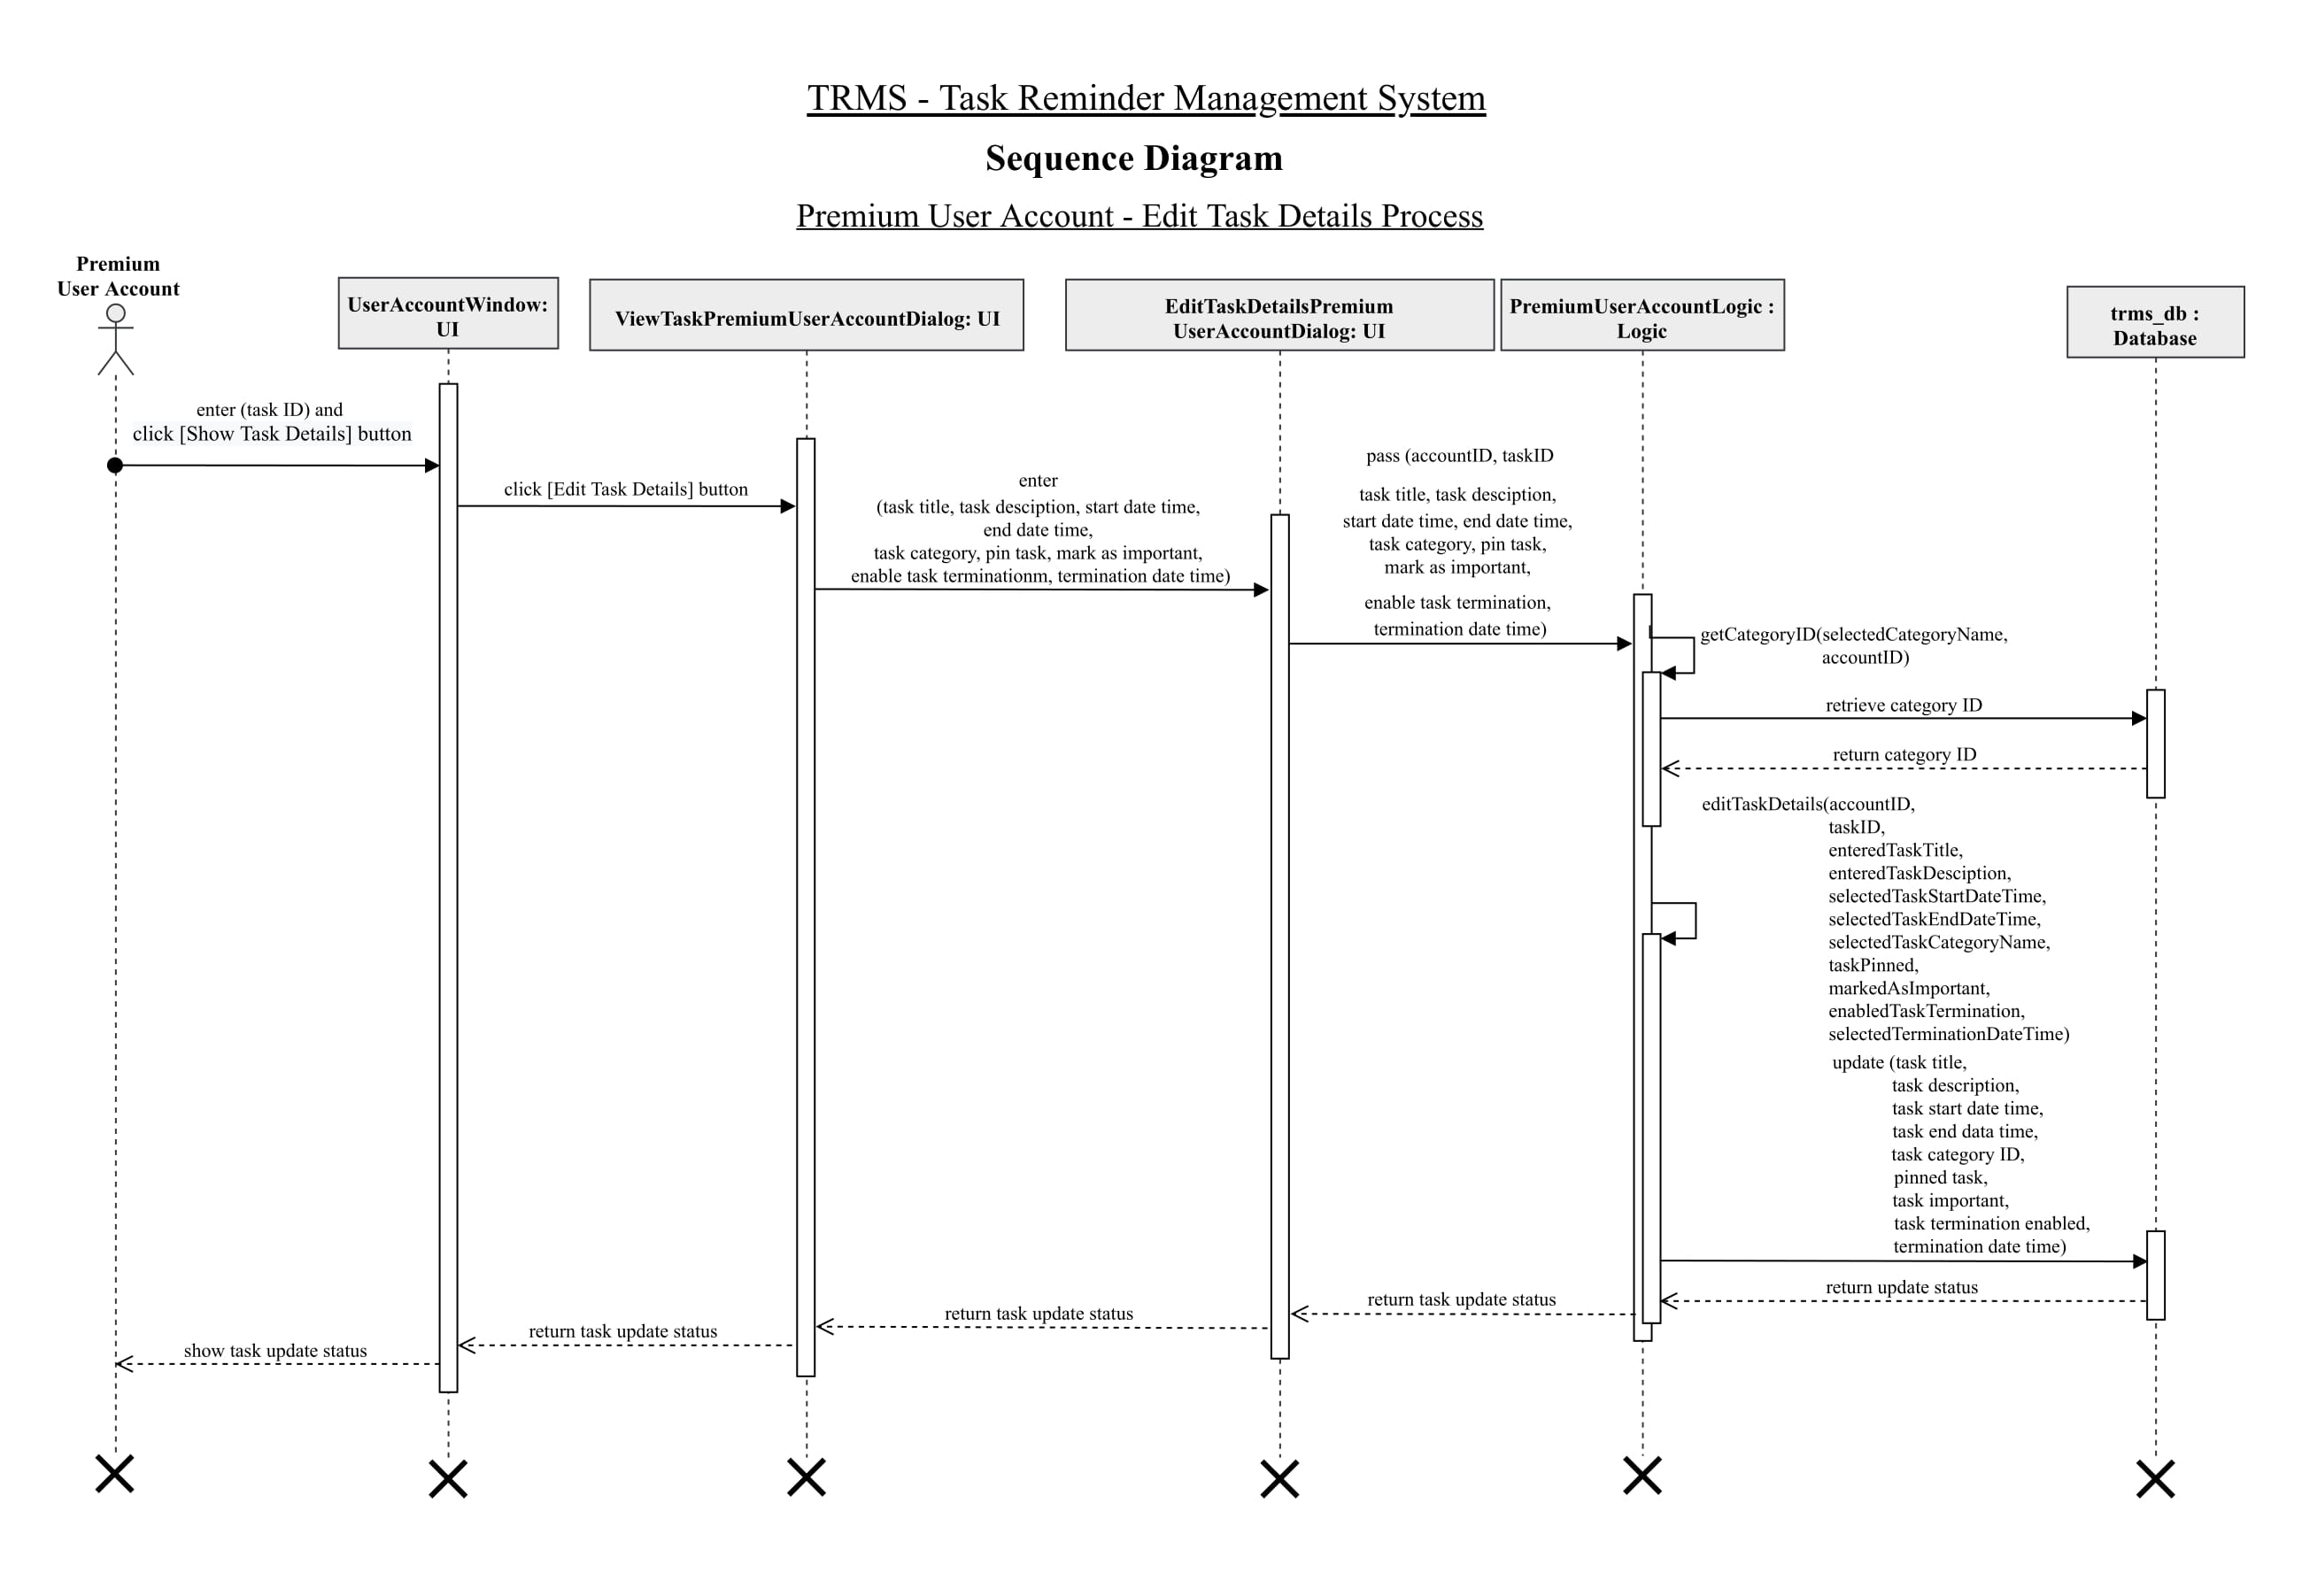 TRMS - Task Reminder Management System
Sequence Diagram
Premium User Account - Edit Task Details Process
Premium
User Account
UserAccountWindow:
UI
ViewTaskPremiumUserAccountDialog: UI
EditTaskDetailsPremium
UserAccountDialog: UI
PremiumUserAccountLogic :
Logic
trms_db :
Database
enter (task ID) and
click [Show Task Details] button
click [Edit Task Details] button
enter
(task title, task desciption, start date time,
end date time,
task category, pin task, mark as important,
enable task terminationm, termination date time)
pass (accountID, taskID
task title, task desciption,
start date time, end date time,
task category, pin task,
mark as important,
enable task termination,
termination date time)
getCategoryID(selectedCategoryName,
accountID)
retrieve category ID
return category ID
editTaskDetails(accountID,
taskID,
enteredTaskTitle,
enteredTaskDesciption,
selectedTaskStartDateTime,
selectedTaskEndDateTime,
selectedTaskCategoryName,
taskPinned,
markedAsImportant,
enabledTaskTermination,
selectedTerminationDateTime)
update (task title,
task description,
task start date time,
task end data time,
task category ID,
pinned task,
task important,
task termination enabled,
termination date time)
return update status
return task update status
return task update status
return task update status
show task update status